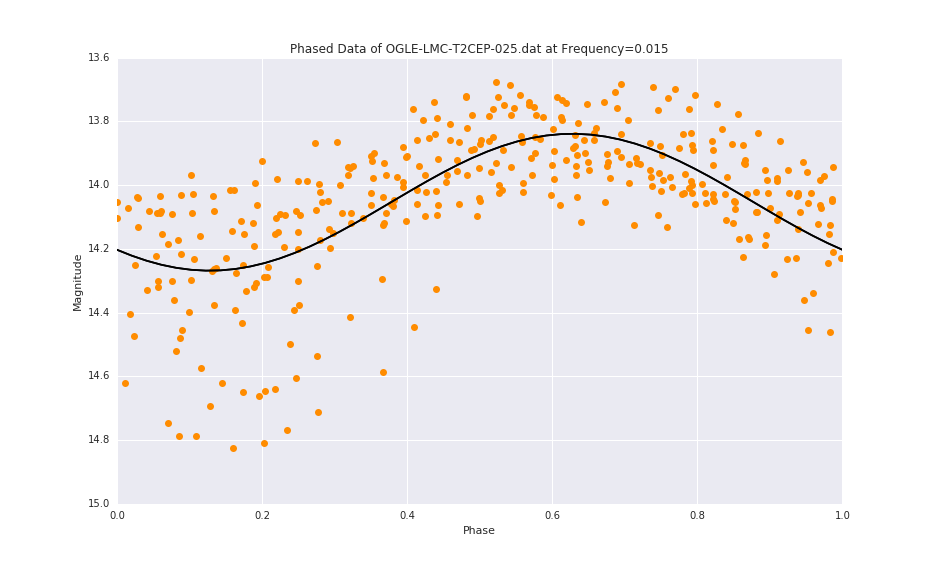 Phased Data of OGLE-LMC-T2CEP-025.dat at Frequency=0.015
13.6
13.8
14.0
14.2
14.4
14.6
14.8
15.0
Magnitude
0.0 0.2 0.4 0.6 0.8 1.0
Phase